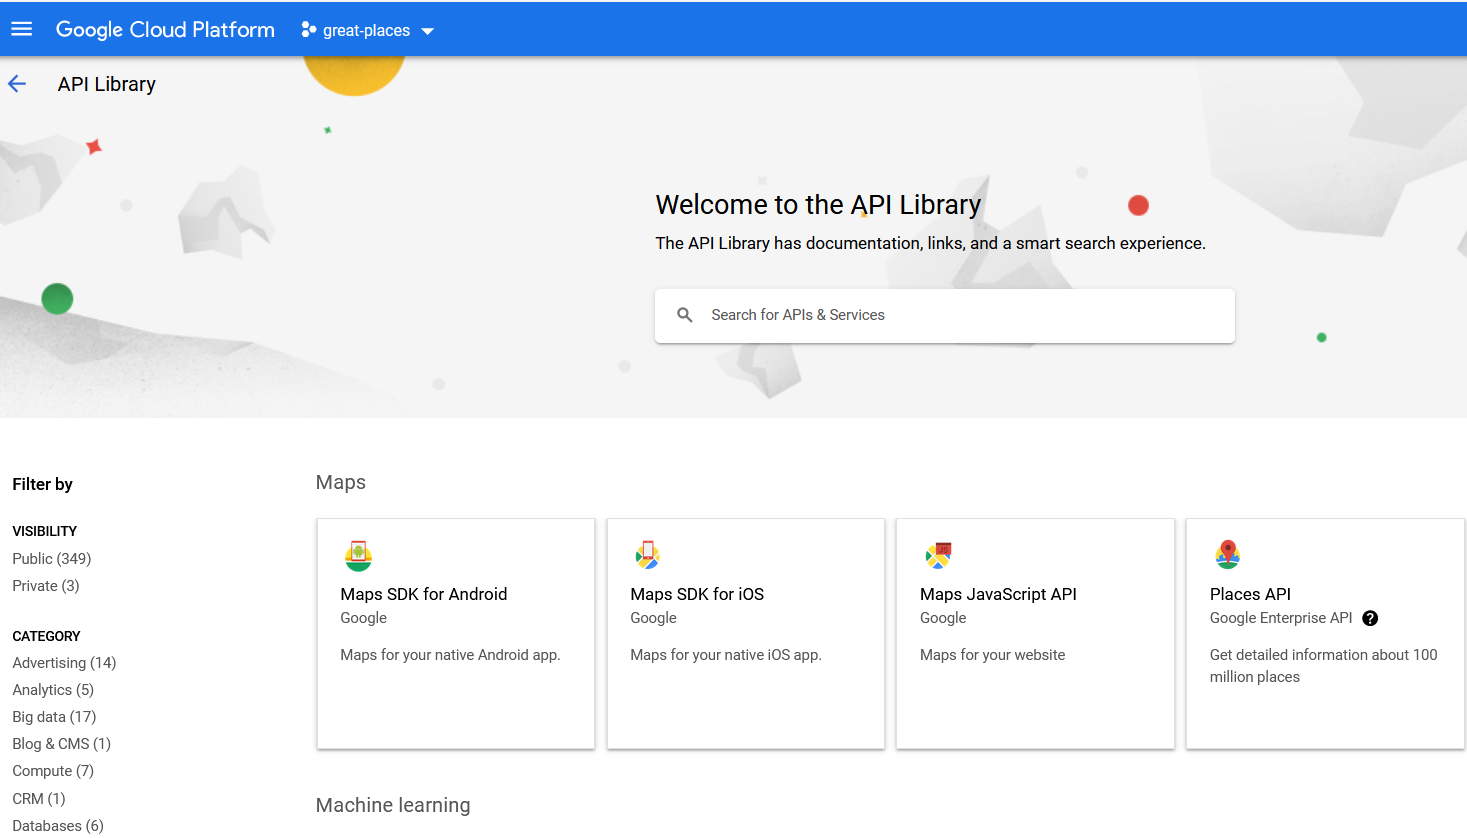 Google Cloud Platform
great-places
API Library
Welcome to the API Library
The API Library has documentation, links, and a smart search experience.
Search for APIs & Services
Filter by
VISIBILITY
Public (349)
Private (3)
CATEGORY
Advertising (14)
Analytics (5)
Big data (17)
Blog & CMS (1)
Compute (7)
CRM (1)
Databases (6)
Maps
Maps SDK for Android
Google
Maps for your native Android app.
Maps SDK for iOS
Google
Maps for your native iOS app.
JS
Maps JavaScript API
Google
Maps for your website
Places API
Google Enterprise API ?
Get detailed information about 100
million places
Machine learning